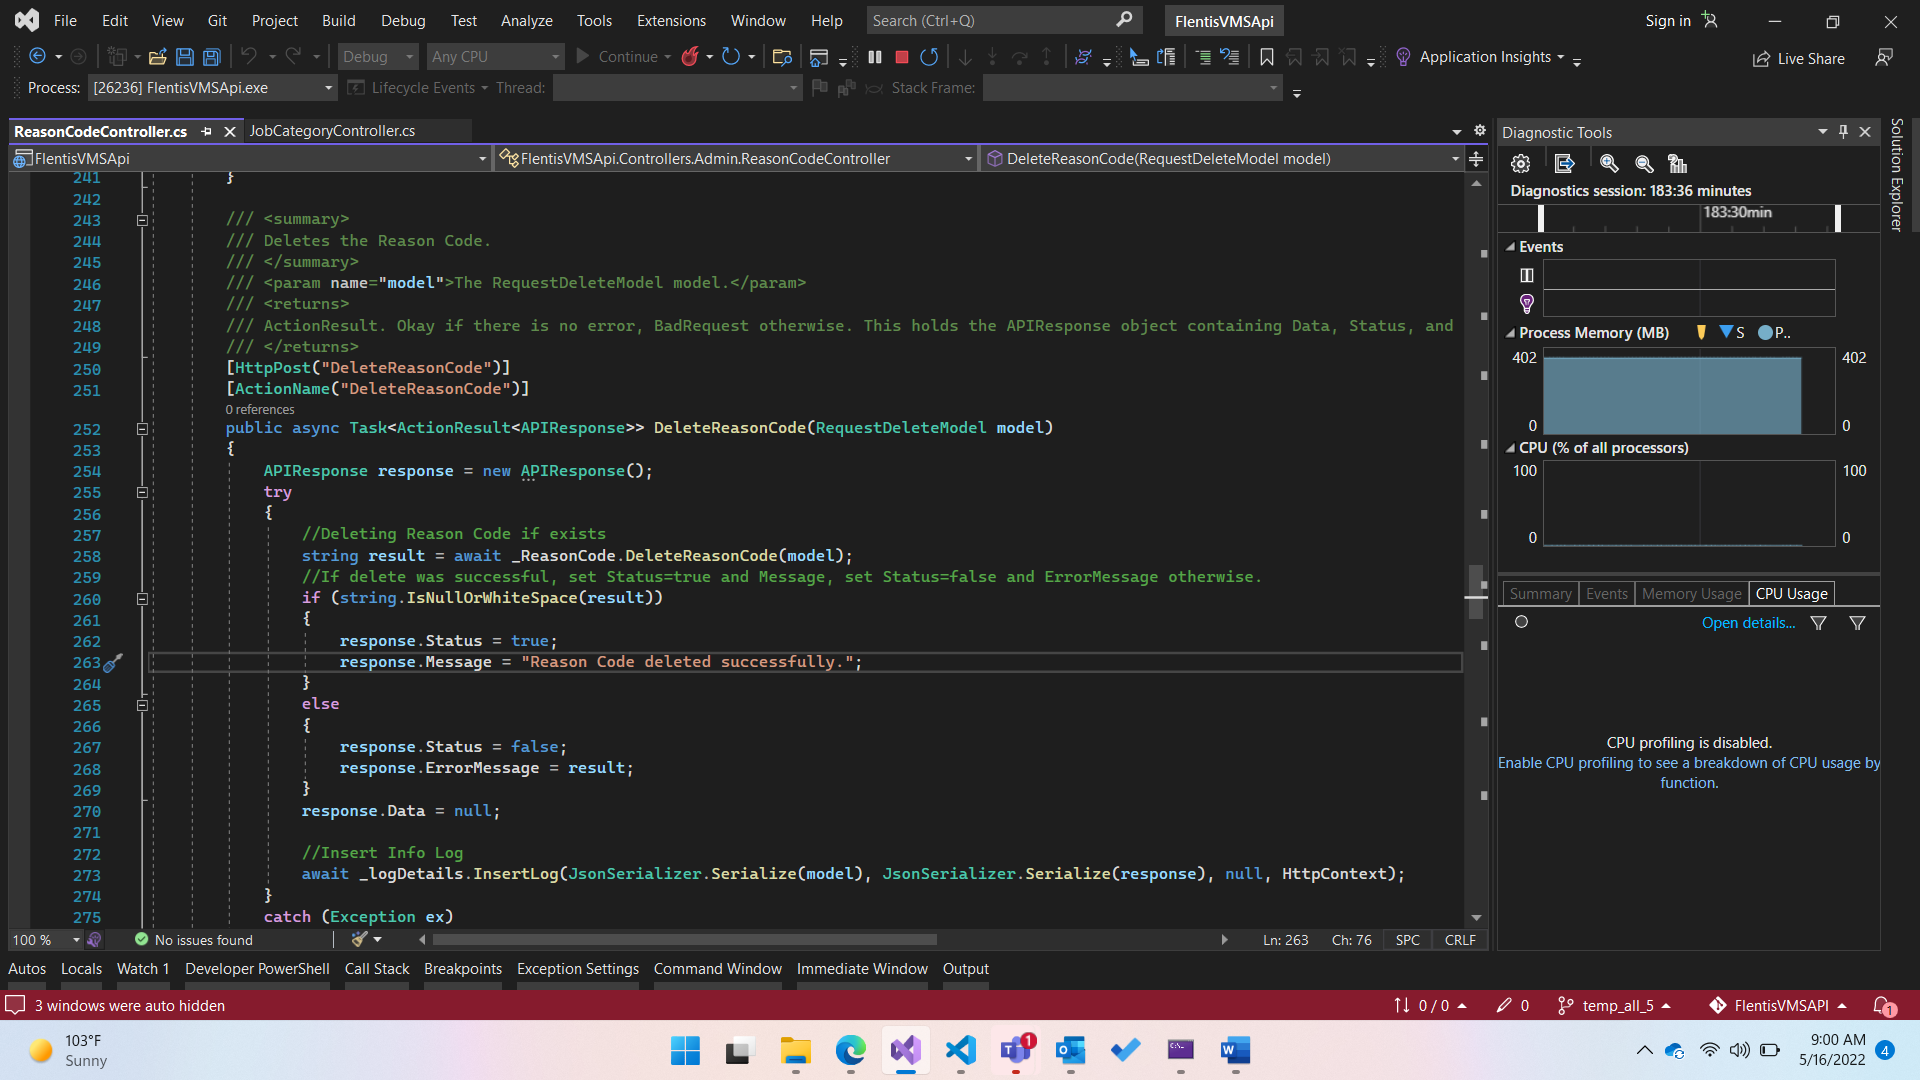 File Edit View Git Project Build Debug Test Analyze Tools Extensions Window Help Search (Ctrl+Q) FlentisVMSApi Sign in
Debug Any CPU Continue Application Insights Live Share
Process: [26236] FlentisVMSApi.exe Lifecycle Events Thread: Stack Frame:
ReasonCodeController.cs JobCategoryController.cs
FlentisVMSApi FlentisVMSApi.Controllers.Admin.ReasonCodeController DeleteReasonCode(RequestDeleteModel model)
241 }
242
243 /// <summary>
244 /// Deletes the Reason Code.
245 /// </summary>
246 /// <param name="model">The RequestDeleteModel model.</param>
247 /// <returns>
248 /// ActionResult. Okay if there is no error, BadRequest otherwise. This holds the APIResponse object containing Data, Status, and
249 /// </returns>
250 [HttpPost("DeleteReasonCode")]
251 [ActionName("DeleteReasonCode")]
0 references
252 public async Task<ActionResult<APIResponse>> DeleteReasonCode(RequestDeleteModel model)
253 {
254 APIResponse response = new APIResponse();
255 try
256 {
257 //Deleting Reason Code if exists
258 string result = await _ReasonCode.DeleteReasonCode(model);
259 //If delete was successful, set Status=true and Message, set Status=false and ErrorMessage otherwise.
260 if (string.IsNullOrWhiteSpace(result))
261 {
262 response.Status = true;
263 response.Message = "Reason Code deleted successfully.";
264 }
265 else
266 {
267 response.Status = false;
268 response.ErrorMessage = result;
269 }
270 response.Data = null;
271
272 //Insert Info Log
273 await _logDetails.InsertLog(JsonSerializer.Serialize(model), JsonSerializer.Serialize(response), null, HttpContext);
274 }
275 catch (Exception ex)
100 % No issues found Ln: 263 Ch: 76 SPC CRLF
Diagnostic Tools
Diagnostics session: 183:36 minutes
183:30min
Events
Process Memory (MB) S P..
402 402
0 0
CPU (% of all processors)
100 100
0 0
Summary Events Memory Usage CPU Usage
Open details...
CPU profiling is disabled.
Enable CPU profiling to see a breakdown of CPU usage by
function.
Solution Explorer
Autos Locals Watch 1 Developer PowerShell Call Stack Breakpoints Exception Settings Command Window Immediate Window Output
3 windows were auto hidden 0 / 0 0 temp_all_5 FlentisVMSAPI 1
103°F
Sunny
1
9:00 AM
5/16/2022
4